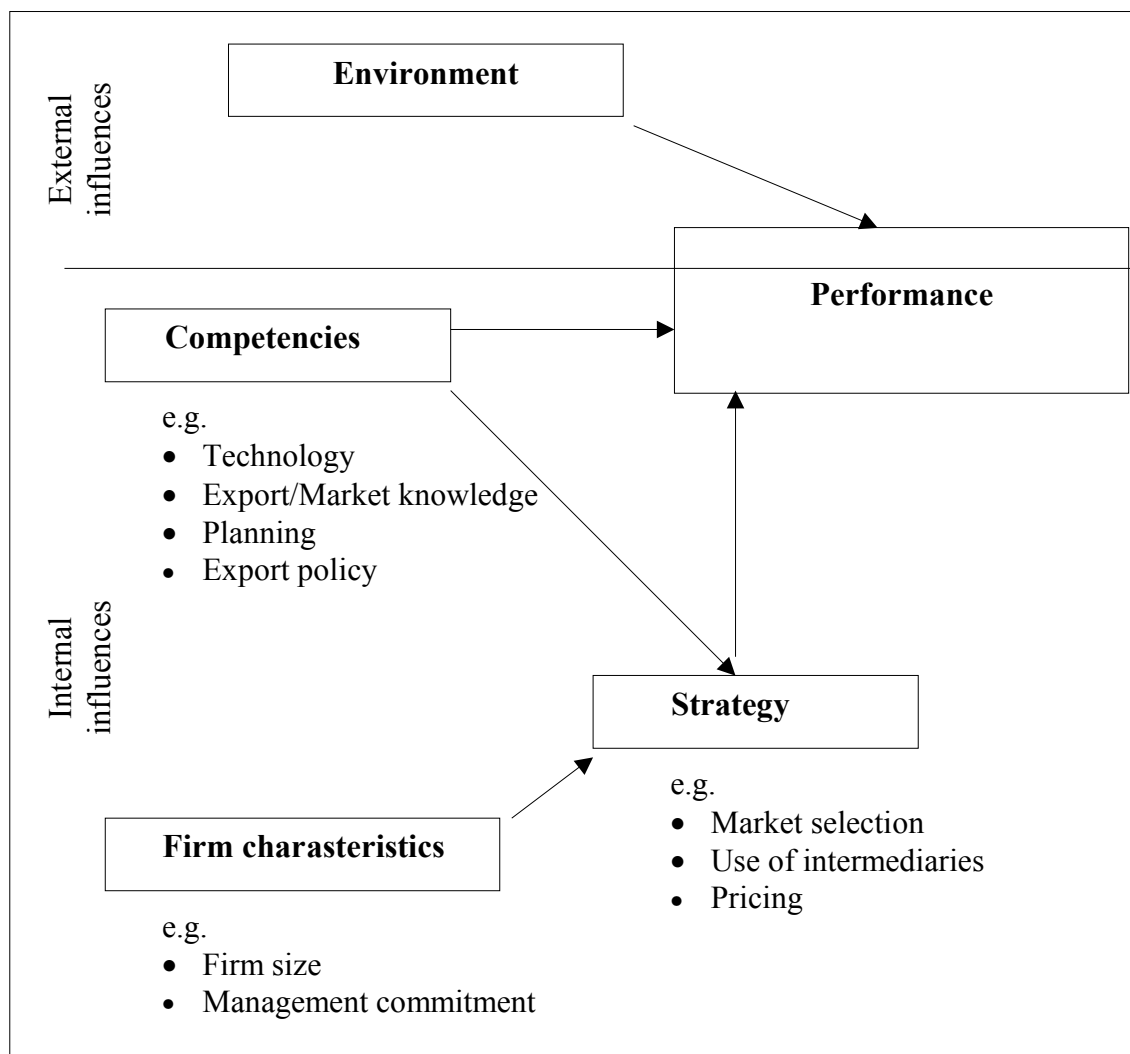 External
influences
Environment
Performance
Competencies
e.g.
• Technology
• Export/Market knowledge
• Planning
• Export policy
Internal
influences
Strategy
e.g.
• Market selection
• Use of intermediaries
• Pricing
Firm charasteristics
e.g.
• Firm size
• Management commitment